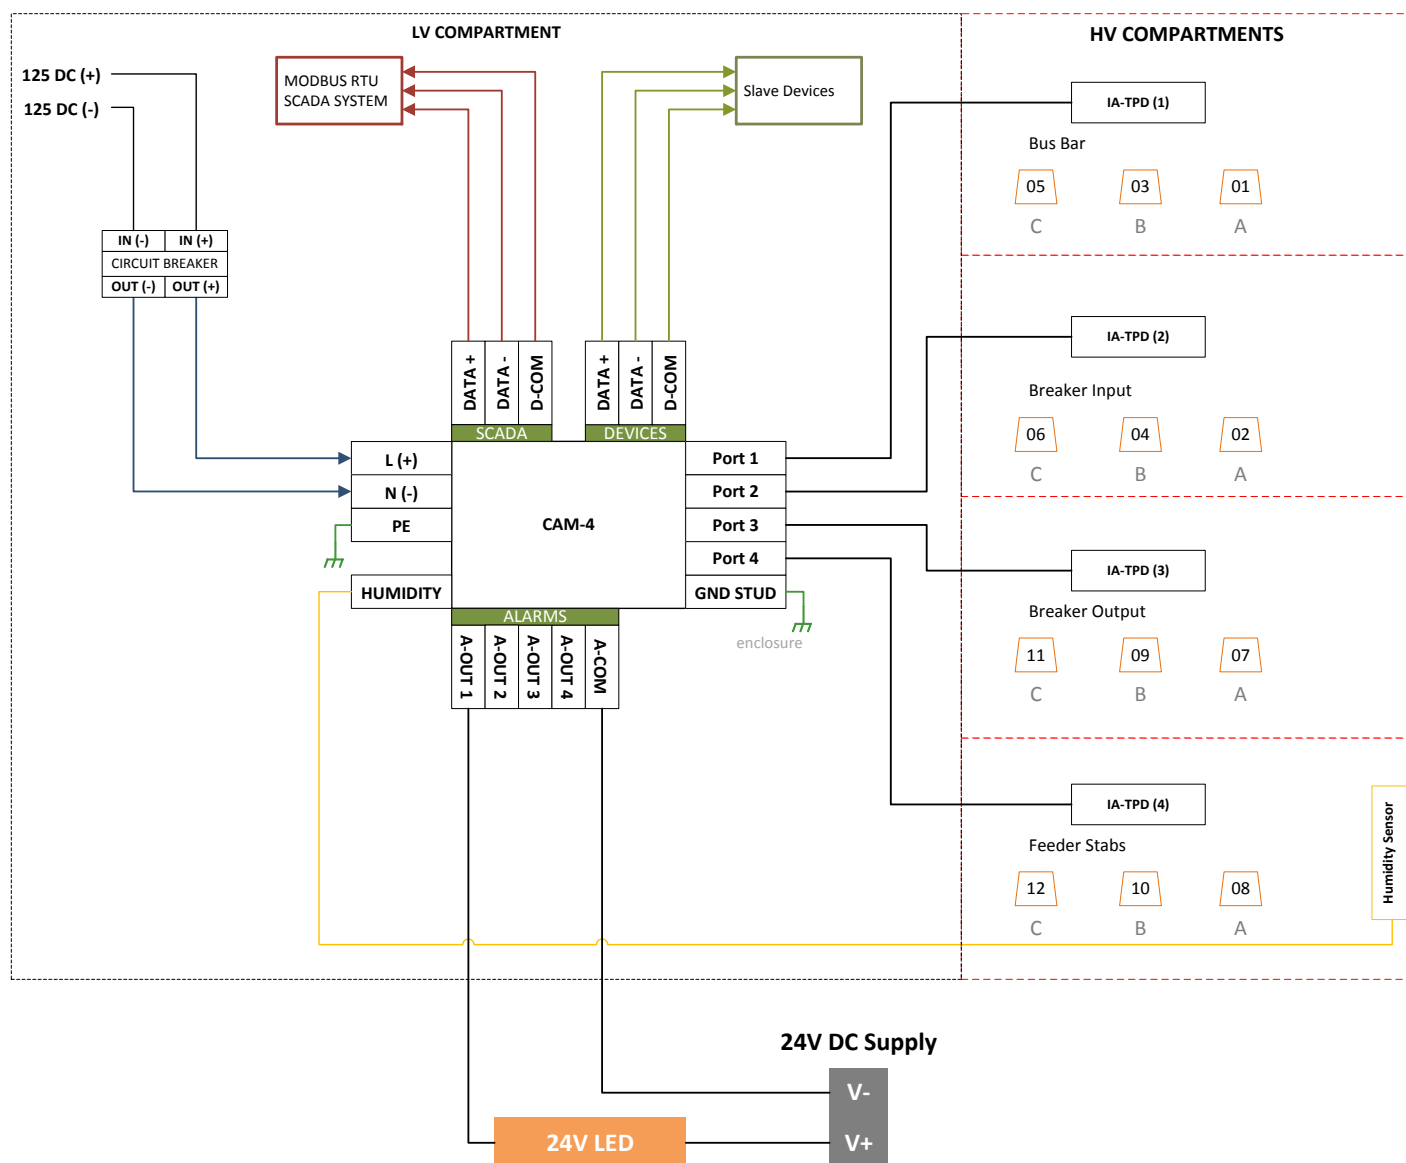 LV COMPARTMENT
HV COMPARTMENTS
125 DC (+)
125 DC (-)
MODBUS RTU
SCADA SYSTEM
Slave Devices
IA-TPD (1)
Bus Bar
05
03
01
C
B
A
IN (-)
IN (+)
CIRCUIT BREAKER
OUT (-)
OUT (+)
IA-TPD (2)
Breaker Input
06
04
02
C
B
A
DATA +
DATA -
D-COM
SCADA
DATA +
DATA -
D-COM
DEVICES
L (+)
N (-)
PE
HUMIDITY
CAM-4
Port 1
Port 2
Port 3
Port 4
GND STUD
enclosure
ALARMS
A-OUT 1
A-OUT 2
A-OUT 3
A-OUT 4
A-COM
IA-TPD (3)
Breaker Output
11
09
07
C
B
A
IA-TPD (4)
Feeder Stabs
12
10
08
C
B
A
Humidity Sensor
24V DC Supply
V-
V+
24V LED